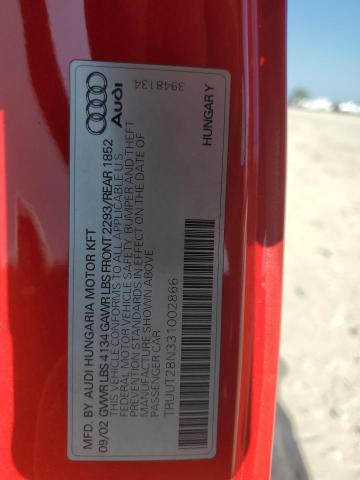 Audi
3948134
HUNGARY
MFD. BY AUDI HUNGARIA MOTOR KFT
09/02 GVWR LBS 4134 GAWR LBS FRONT 2293/REAR 1852
THIS VEHICLE CONFORMS TO ALL APPLICABLE U.S
FEDERAL MOTOR VEHICLE SAFETY, BUMPER AND THEFT
PREVENTION STANDARDS IN EFFECT ON THE DATE OF
MANUFACTURE SHOWN ABOVE
PASSENGER CAR
TRUUT28N331002866